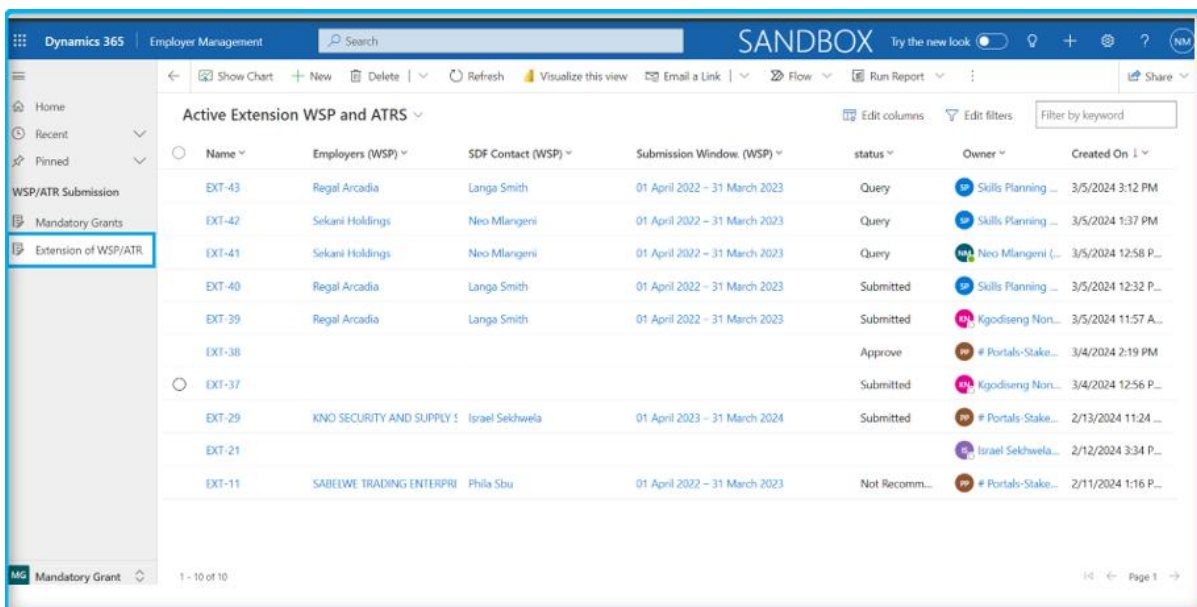 Dynamics 365 Employer Management Search SANDBOX Try the new look NM
Show Chart New Delete Refresh Visualize this view Email a Link Flow Run Report Share
Home
Recent
Pinned
WSP/ATR Submission
Mandatory Grants
Extension of WSP/ATR
Active Extension WSP and ATRS Edit columns Edit filters Filter by keyword
Name Employers (WSP) SDF Contact (WSP) Submission Window. (WSP) status Owner Created On
EXT-43 Regal Arcadia Langa Smith 01 April 2022 – 31 March 2023 Query SP Skills Planning ... 3/5/2024 3:12 PM
EXT-42 Sekani Holdings Neo Mlangeni 01 April 2022 – 31 March 2023 Query SP Skills Planning ... 3/5/2024 1:37 PM
EXT-41 Sekani Holdings Neo Mlangeni 01 April 2022 – 31 March 2023 Query NM Neo Mlangeni (... 3/5/2024 12:58 P...
EXT-40 Regal Arcadia Langa Smith 01 April 2022 – 31 March 2023 Submitted SP Skills Planning ... 3/5/2024 12:32 P...
EXT-39 Regal Arcadia Langa Smith 01 April 2022 – 31 March 2023 Submitted KN Kgodiseng Non... 3/5/2024 11:57 A...
EXT-38 Approve PP # Portals-Stake... 3/4/2024 2:19 PM
EXT-37 Submitted KN Kgodiseng Non... 3/4/2024 12:56 P...
EXT-29 KNO SECURITY AND SUPPLY S Israel Sekhwela 01 April 2023 – 31 March 2024 Submitted PP # Portals-Stake... 2/13/2024 11:24 ...
EXT-21 IS Israel Sekhwela... 2/12/2024 3:34 P...
EXT-11 SABELWE TRADING ENTERPRI Phila Sbu 01 April 2022 – 31 March 2023 Not Recomm... PP # Portals-Stake... 2/11/2024 1:16 P...
MG Mandatory Grant 1 - 10 of 10 Page 1